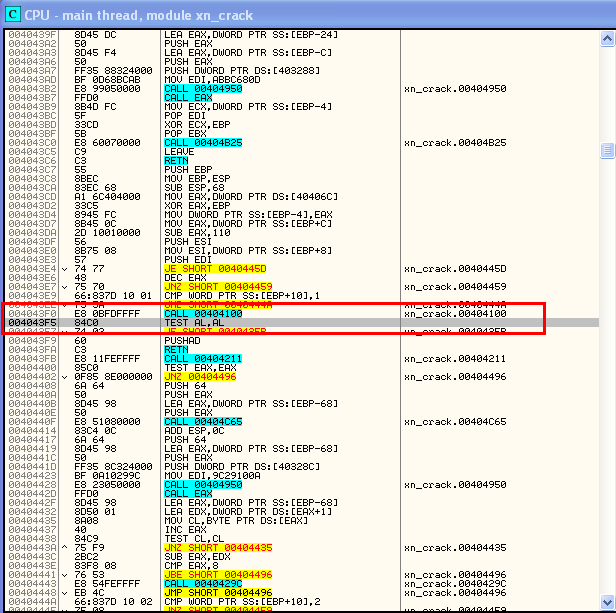 C CPU - main thread, module xn_crack
0040439F 8D45 DC LEA EAX,DWORD PTR SS:[EBP-24]
004043A2 50 PUSH EAX
004043A3 8D45 F4 LEA EAX,DWORD PTR SS:[EBP-C]
004043A6 50 PUSH EAX
004043A7 FF35 88324000 PUSH DWORD PTR DS:[403288]
004043AD BF 0D68BCAB MOV EDI,ABBC680D
004043B2 E8 99050000 CALL 00404950 xn_crack.00404950
004043B7 FFD0 CALL EAX
004043B9 8B4D FC MOV ECX,DWORD PTR SS:[EBP-4]
004043BC 5F POP EDI
004043BD 33CD XOR ECX,EBP
004043BF 5B POP EBX
004043C0 E8 60070000 CALL 00404B25 xn_crack.00404B25
004043C5 C9 LEAVE
004043C6 C3 RETN
004043C7 55 PUSH EBP
004043C8 8BEC MOV EBP,ESP
004043CA 83EC 68 SUB ESP,68
004043CD A1 6C404000 MOV EAX,DWORD PTR DS:[40406C]
004043D2 33C5 XOR EAX,EBP
004043D4 8945 FC MOV DWORD PTR SS:[EBP-4],EAX
004043D7 8B45 0C MOV EAX,DWORD PTR SS:[EBP+C]
004043DA 2D 10010000 SUB EAX,110
004043DF 56 PUSH ESI
004043E0 8B75 08 MOV ESI,DWORD PTR SS:[EBP+8]
004043E3 57 PUSH EDI
004043E4 74 77 JE SHORT 0040445D xn_crack.0040445D
004043E6 48 DEC EAX
004043E7 75 70 JNZ SHORT 00404459 xn_crack.00404459
004043E9 66:837D 10 01 CMP WORD PTR SS:[EBP+10],1
004043F0 E8 0BFDFFFF CALL 00404100 xn_crack.00404100
004043F5 84C0 TEST AL,AL
004043F9 60 PUSHAD
004043FA C3 RETN
004043FB E8 11FEFFFF CALL 00404211 xn_crack.00404211
00404400 85C0 TEST EAX,EAX
00404402 0F85 8E000000 JNZ 00404496 xn_crack.00404496
00404408 6A 64 PUSH 64
0040440A 50 PUSH EAX
0040440B 8D45 98 LEA EAX,DWORD PTR SS:[EBP-68]
0040440E 50 PUSH EAX
0040440F E8 51080000 CALL 00404C65 xn_crack.00404C65
00404414 83C4 0C ADD ESP,0C
00404417 6A 64 PUSH 64
00404419 8D45 98 LEA EAX,DWORD PTR SS:[EBP-68]
0040441C 50 PUSH EAX
0040441D FF35 8C324000 PUSH DWORD PTR DS:[40328C]
00404423 BF 0A10299C MOV EDI,9C29100A
00404428 E8 23050000 CALL 00404950 xn_crack.00404950
0040442D FFD0 CALL EAX
0040442F 8D45 98 LEA EAX,DWORD PTR SS:[EBP-68]
00404432 8D50 01 LEA EDX,DWORD PTR DS:[EAX+1]
00404435 8A08 MOV CL,BYTE PTR DS:[EAX]
00404437 40 INC EAX
00404438 84C9 TEST CL,CL
0040443A 75 F9 JNZ SHORT 00404435 xn_crack.00404435
0040443C 2BC2 SUB EAX,EDX
0040443E 83F8 08 CMP EAX,8
00404441 76 53 JBE SHORT 00404496 xn_crack.00404496
00404443 E8 54FEFFFF CALL 0040429C xn_crack.0040429C
00404448 EB 4C JMP SHORT 00404496 xn_crack.00404496
0040444A 66:837D 10 02 CMP WORD PTR SS:[EBP+10],2